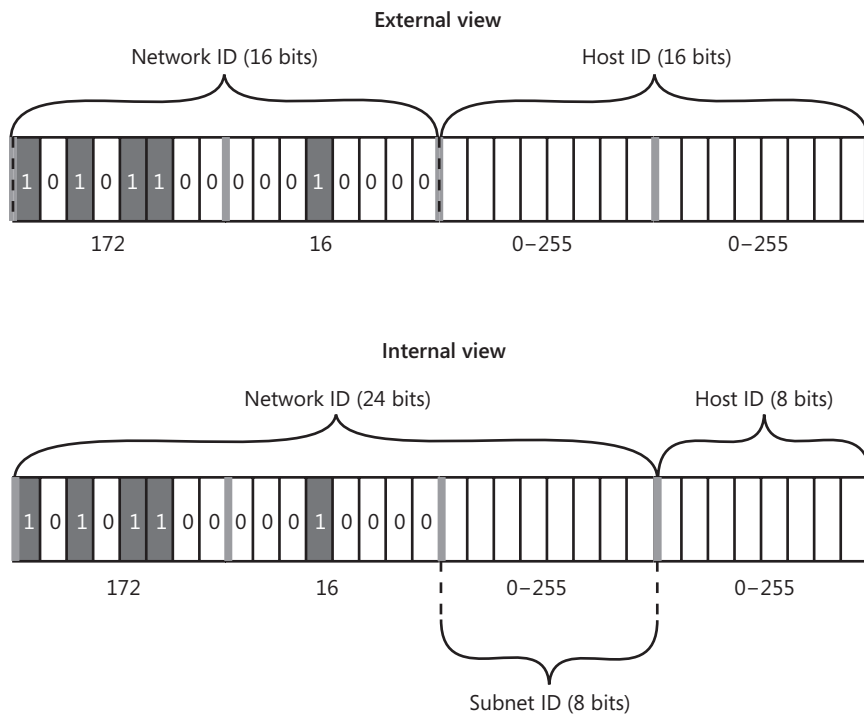 External view
Network ID (16 bits) Host ID (16 bits)
1 0 1 0 1 1 0 0 0 0 0 1 0 0 0 0
172 16 0–255 0–255
Internal view
Network ID (24 bits) Host ID (8 bits)
1 0 1 0 1 1 0 0 0 0 0 1 0 0 0 0
172 16 0–255 0–255
Subnet ID (8 bits)